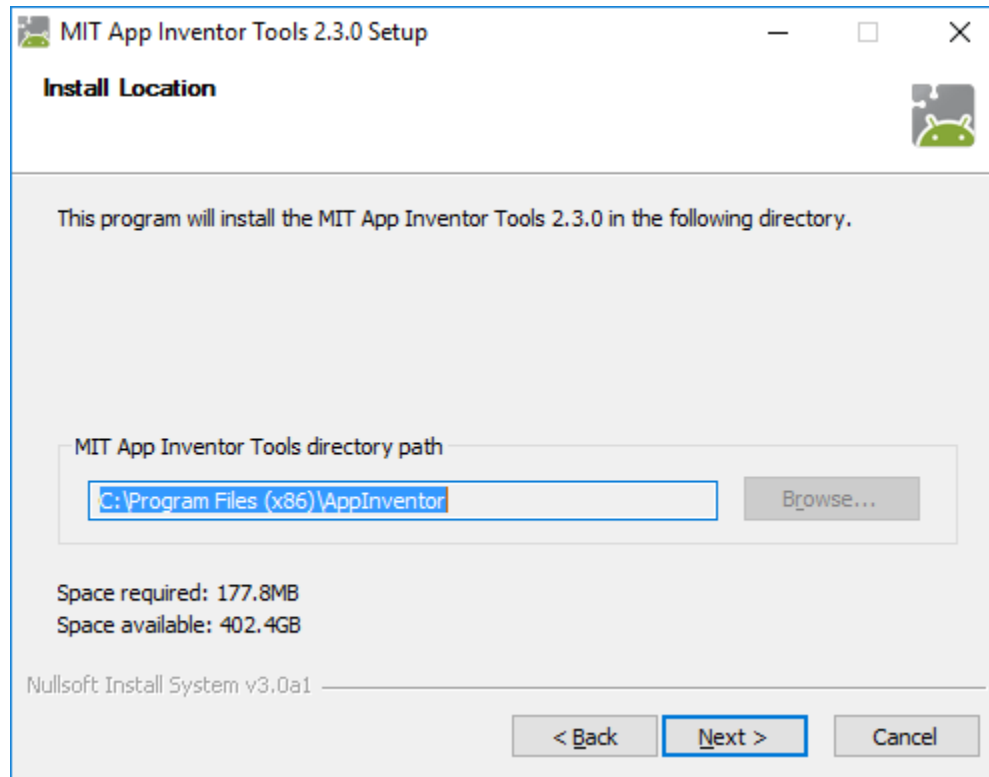 MIT App Inventor Tools 2.3.0 Setup
Install Location
This program will install the MIT App Inventor Tools 2.3.0 in the following directory.
MIT App Inventor Tools directory path
C:\Program Files (x86)\AppInventor
Browse...
Space required: 177.8MB
Space available: 402.4GB
Nullsoft Install System v3.0a1
< Back Next > Cancel